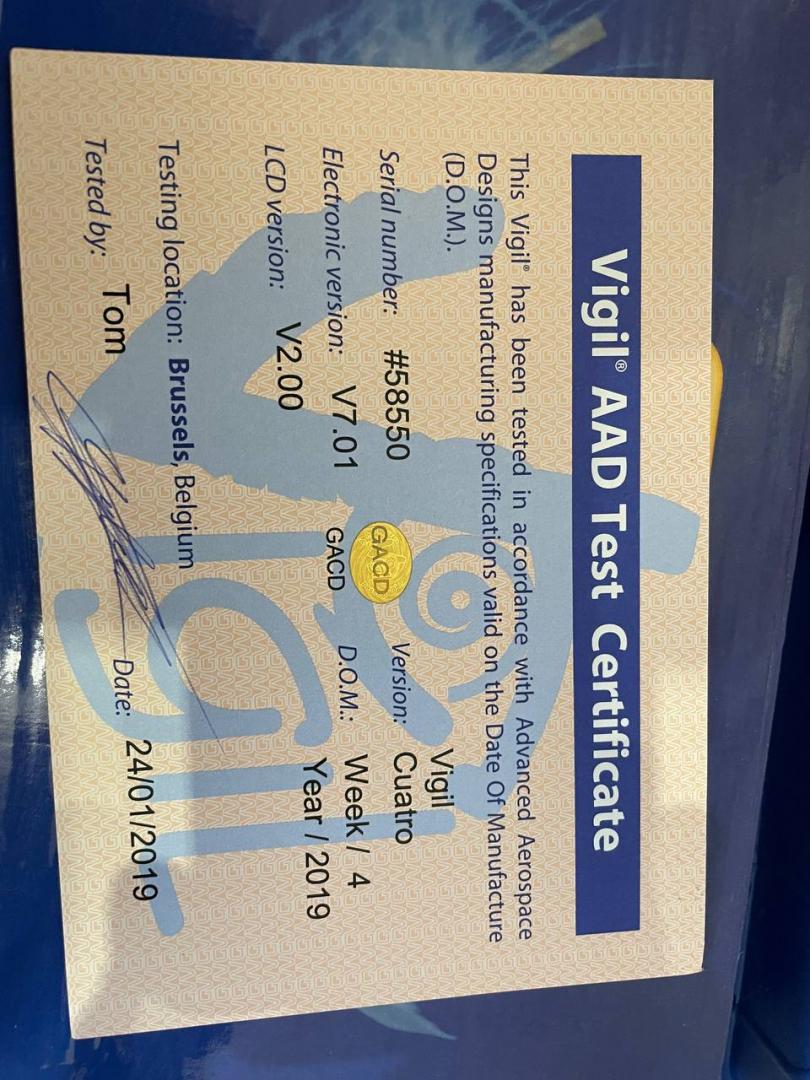 Vigil® AAD Test Certificate
This Vigil® has been tested in accordance with Advanced Aerospace
Designs manufacturing specifications valid on the Date Of Manufacture
(D.O.M.).
Serial number: #58550 Version: Vigil Cuatro
Electronic version: V7.01 D.O.M.: Week / 4
LCD version: V2.00 Year / 2019
GACD
GACD
Testing location: Brussels, Belgium
Tested by: Tom Date: 24/01/2019